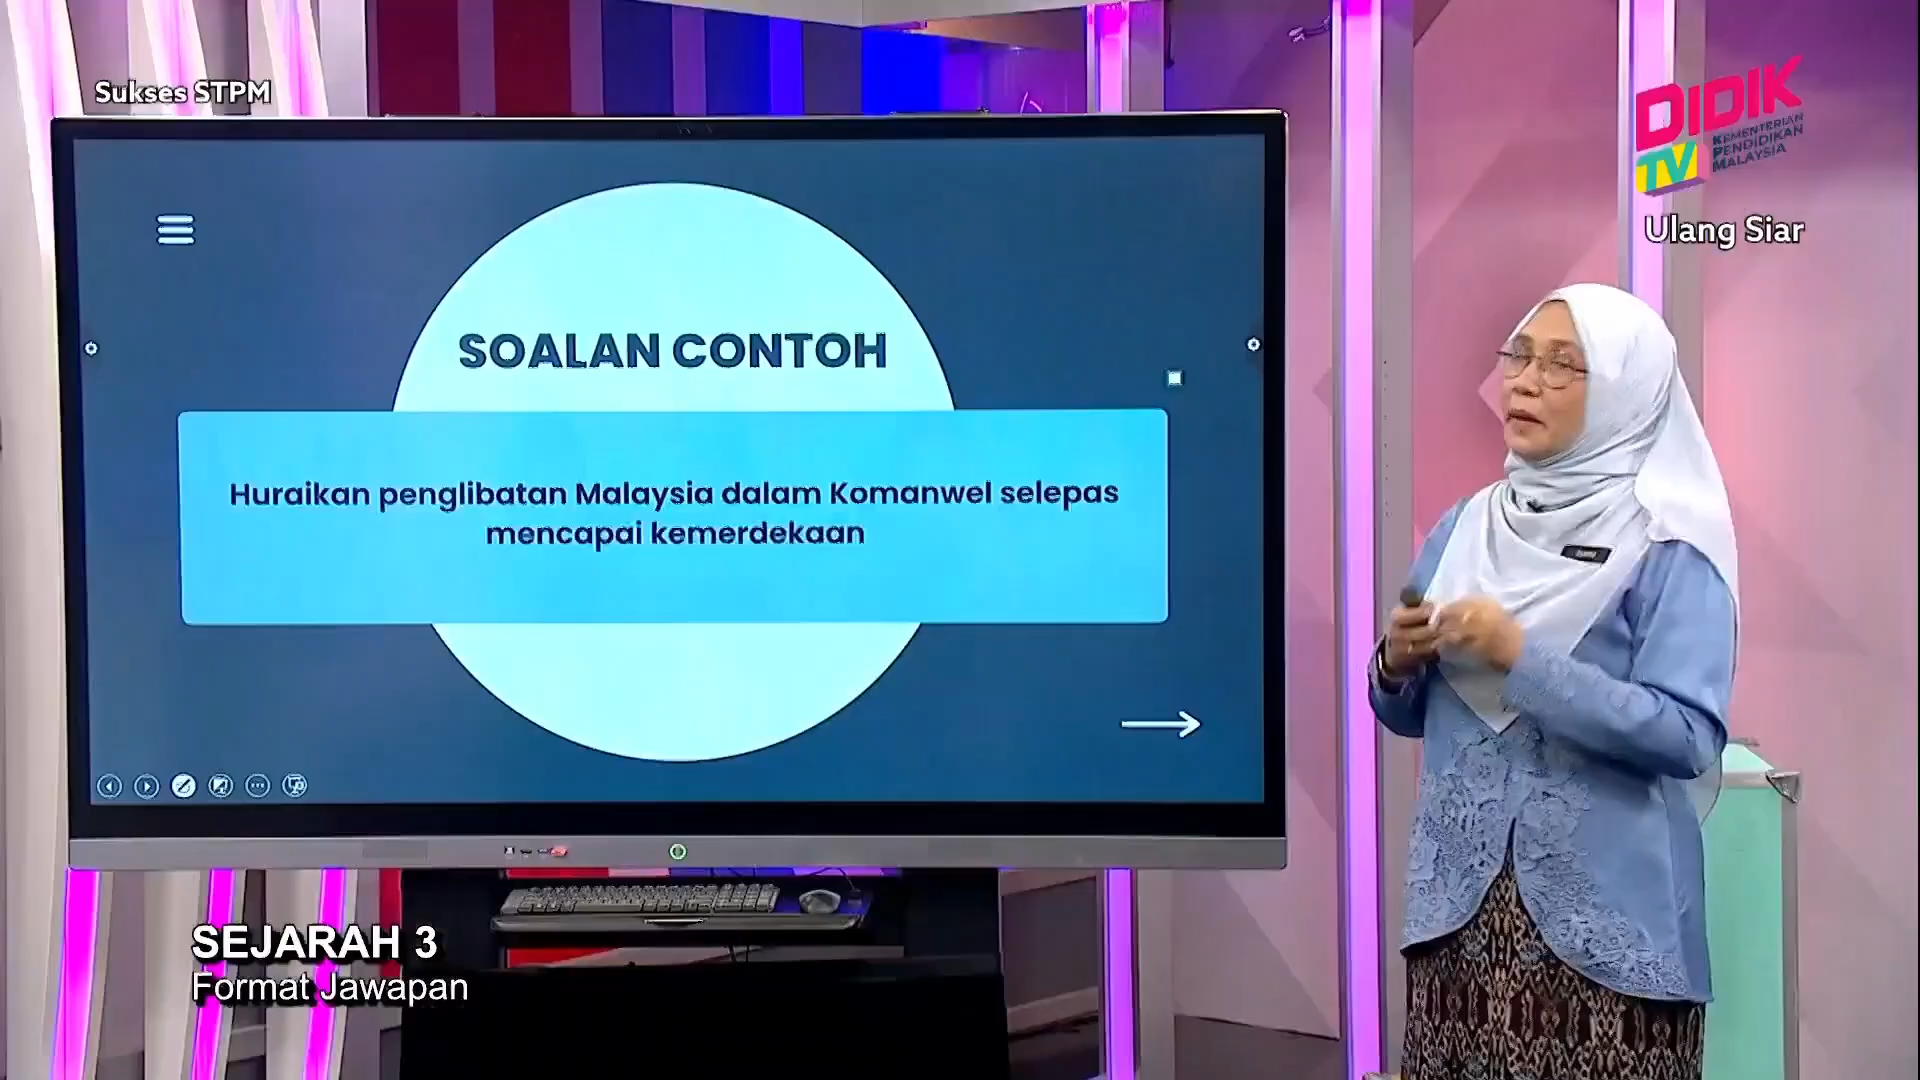 Sukses STPM
DIDIK
TV
KEMENTERIAN
PENDIDIKAN
MALAYSIA
Ulang Siar
SOALAN CONTOH
Huraikan penglibatan Malaysia dalam Komanwel selepas
mencapai kemerdekaan
SEJARAH 3
Format Jawapan